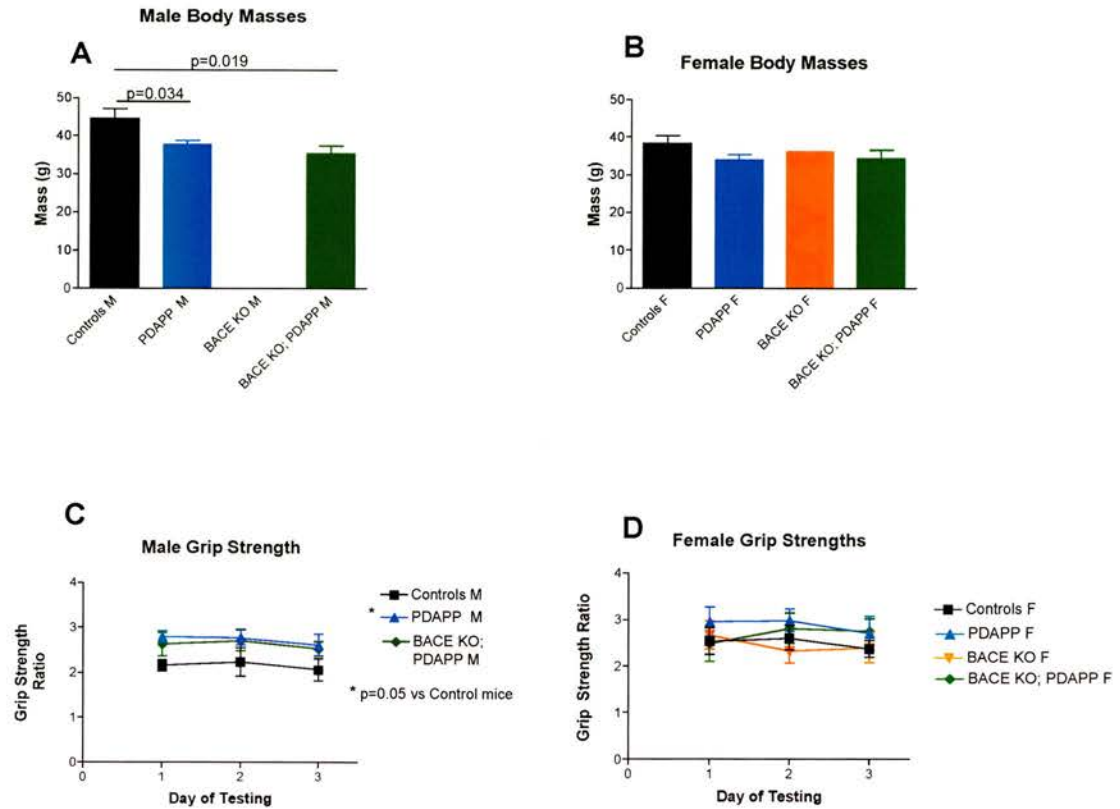 Male Body Masses
A
p=0.019
p=0.034
50
40
30
20
10
0
Mass (g)
Controls M
PDAPP M
BACE KO M
BACE KO; PDAPP M
B
Female Body Masses
50
40
30
20
10
0
Mass (g)
Controls F
PDAPP F
BACE KO F
BACE KO; PDAPP F
C
Male Grip Strength
4
3
2
1
0
Grip Strength
Ratio
0
1
2
3
Day of Testing
Controls M
* PDAPP M
BACE KO;
PDAPP M
* p=0.05 vs Control mice
D
Female Grip Strengths
4
3
2
1
0
Grip Strength Ratio
0
1
2
3
Day of Testing
Controls F
PDAPP F
BACE KO F
BACE KO; PDAPP F